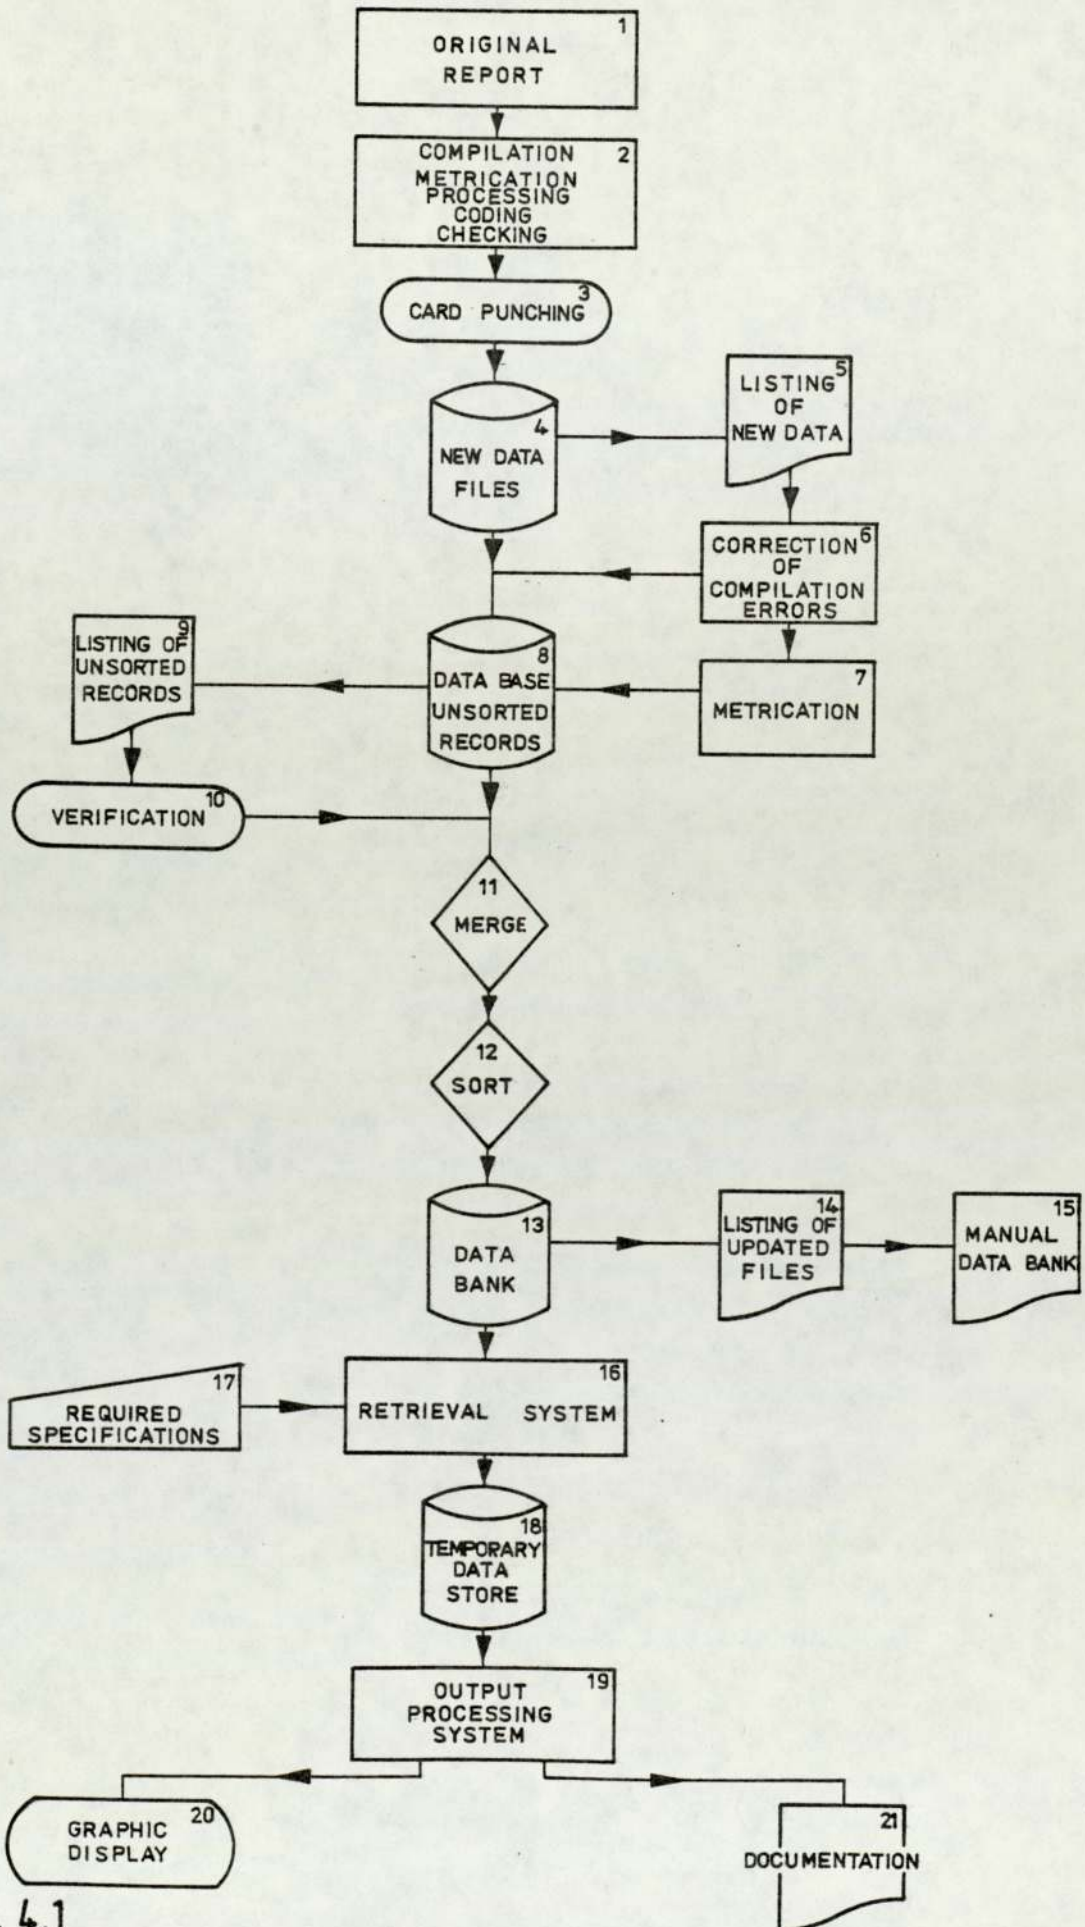 1
ORIGINAL
REPORT
2
COMPILATION
METRICATION
PROCESSING
CODING
CHECKING
3
CARD PUNCHING
4
NEW DATA
FILES
5
LISTING
OF
NEW DATA
6
CORRECTION
OF
COMPILATION
ERRORS
7
METRICATION
8
DATA BASE
UNSORTED
RECORDS
9
LISTING OF
UNSORTED
RECORDS
10
VERIFICATION
11
MERGE
12
SORT
13
DATA
BANK
14
LISTING OF
UPDATED
FILES
15
MANUAL
DATA BANK
16
RETRIEVAL SYSTEM
17
REQUIRED
SPECIFICATIONS
18
TEMPORARY
DATA
STORE
19
OUTPUT
PROCESSING
SYSTEM
20
GRAPHIC
DISPLAY
21
DOCUMENTATION
4.1